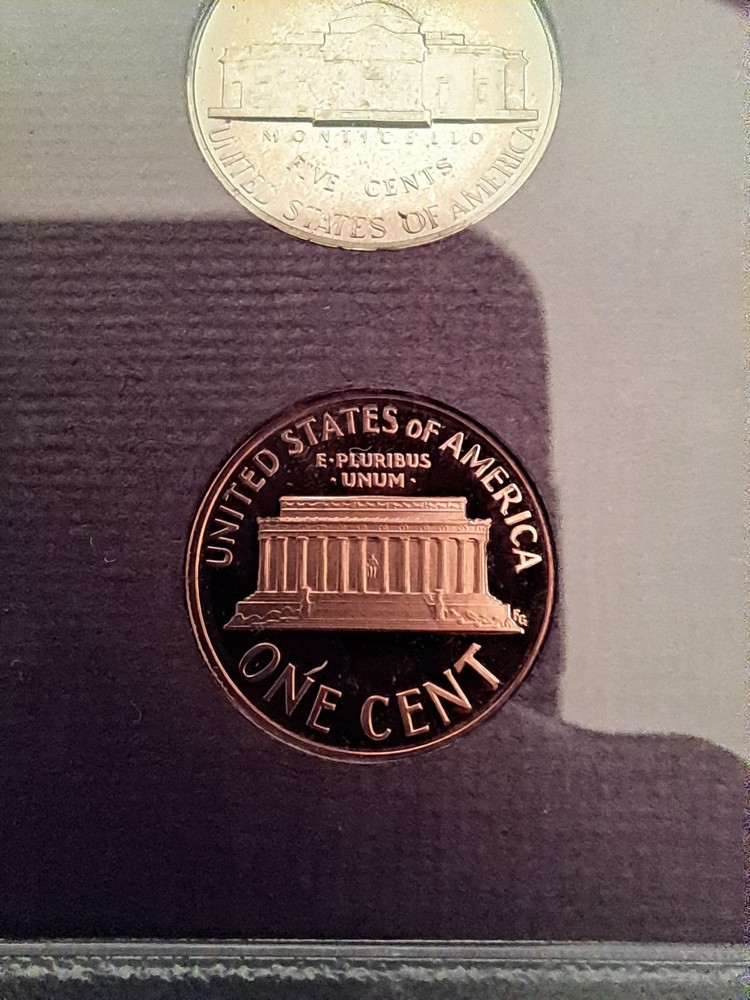 MONTICELLO
FIVE CENTS
UNITED STATES OF AMERICA
UNITED STATES OF AMERICA
E·PLURIBUS
·UNUM·
FG
ONE CENT